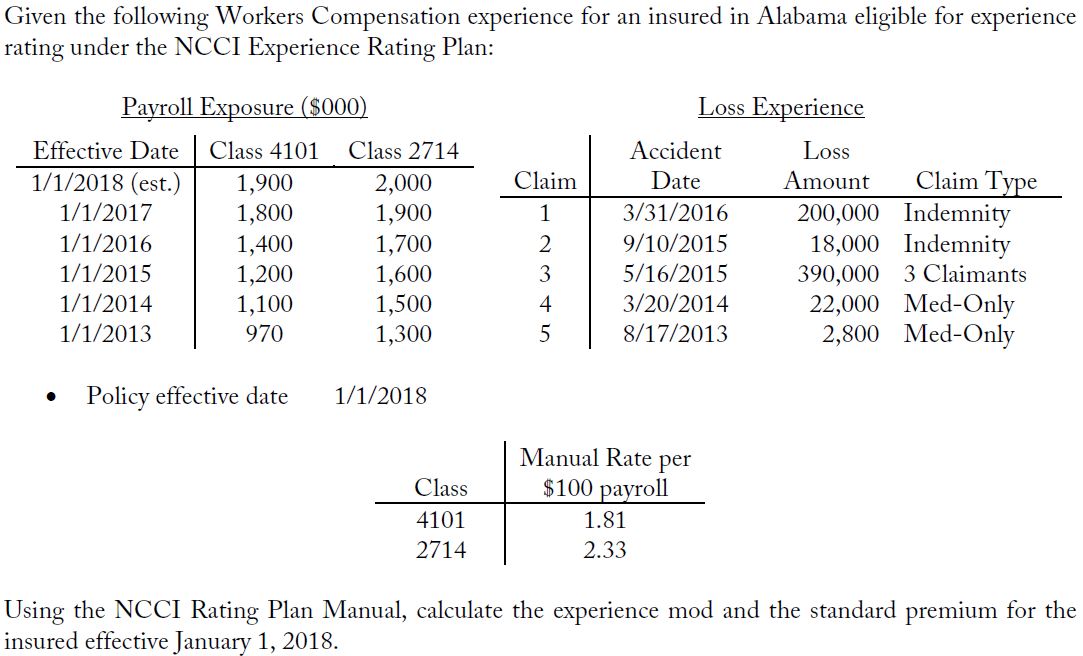 Given the following Workers Compensation experience for an insured in Alabama eligible for experience
rating under the NCCI Experience Rating Plan:
Payroll Exposure ($000)
Effective Date Class 4101 Class 2714
1/1/2018 (est.) 1,900 2,000
1/1/2017 1,800 1,900
1/1/2016 1,400 1,700
1/1/2015 1,200 1,600
1/1/2014 1,100 1,500
1/1/2013 970 1,300
Loss Experience
Accident Loss
Claim Date Amount Claim Type
1 3/31/2016 200,000 Indemnity
2 9/10/2015 18,000 Indemnity
3 5/16/2015 390,000 3 Claimants
4 3/20/2014 22,000 Med-Only
5 8/17/2013 2,800 Med-Only
• Policy effective date 1/1/2018
Manual Rate per
Class $100 payroll
4101 1.81
2714 2.33
Using the NCCI Rating Plan Manual, calculate the experience mod and the standard premium for the
insured effective January 1, 2018.